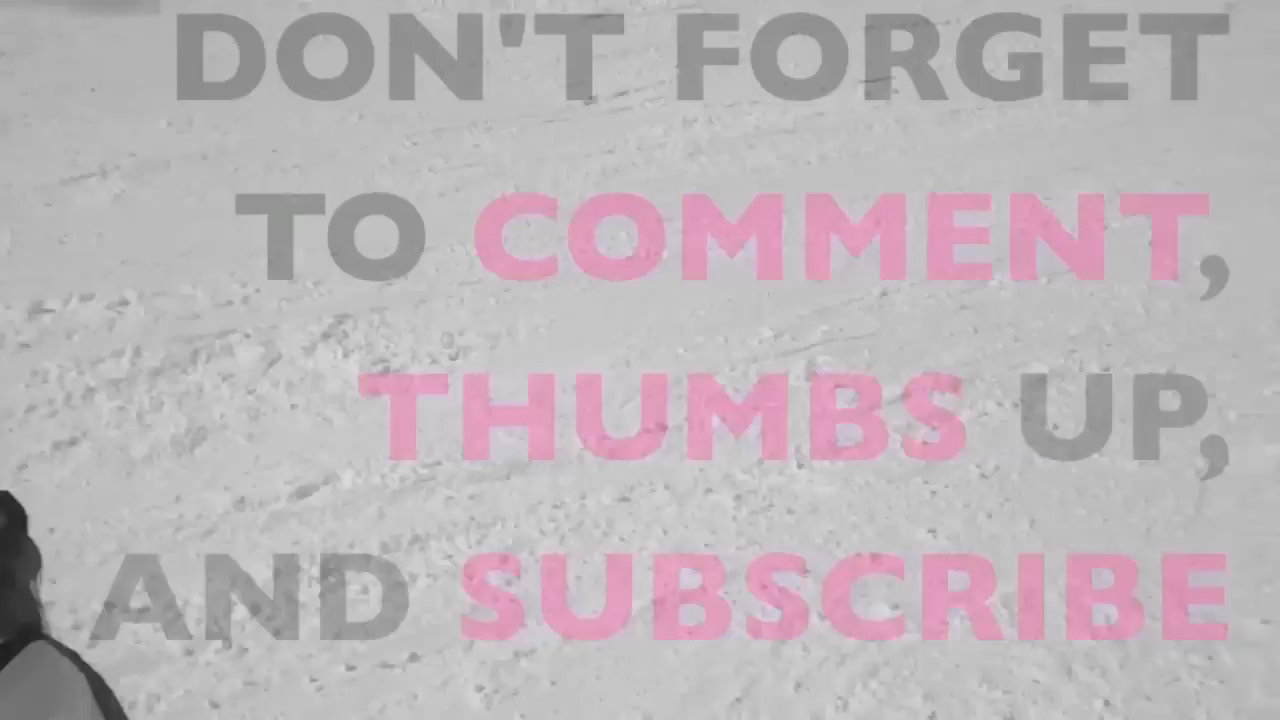 DON'T FORGET
TO COMMENT,
THUMBS UP,
AND SUBSCRIBE